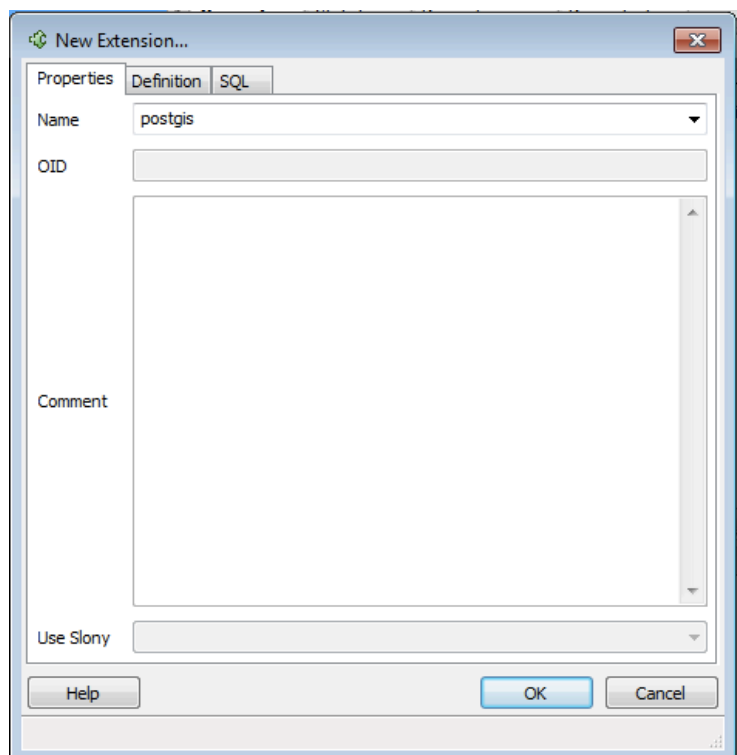 New Extension...
Properties Definition SQL
Name postgis
OID
Comment
Use Slony
Help OK Cancel